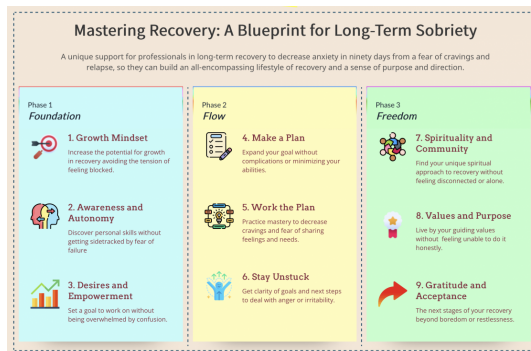 Mastering Recovery: A Blueprint for Long-Term Sobriety
A unique support for professionals in long-term recovery to decrease anxiety in ninety days from a fear of cravings and
relapse, so they can build an all-encompassing lifestyle of recovery and a sense of purpose and direction.
Phase 1
Foundation
1. Growth Mindset
Increase the potential for growth
in recovery avoiding the tension of
feeling blocked.
2. Awareness and
Autonomy
Discover personal skills without
getting sidetracked by fear of
failure
3. Desires and
Empowerment
Set a goal to work on without
being overwhelmed by confusion.
Phase 2
Flow
4. Make a Plan
Expand your goal without
complications or minimizing your
abilities.
5. Work the Plan
Practice mastery to decrease
cravings and fear of sharing
feelings and needs.
6. Stay Unstuck
Get clarity of goals and next steps
to deal with anger or irritability.
Phase 3
Freedom
7. Spirituality and
Community
Find your unique spiritual
approach to recovery without
feeling disconnected or alone.
8. Values and Purpose
Live by your guiding values
without feeling unable to do it
honestly.
9. Gratitude and
Acceptance
The next stages of your recovery
beyond boredom or restlessness.